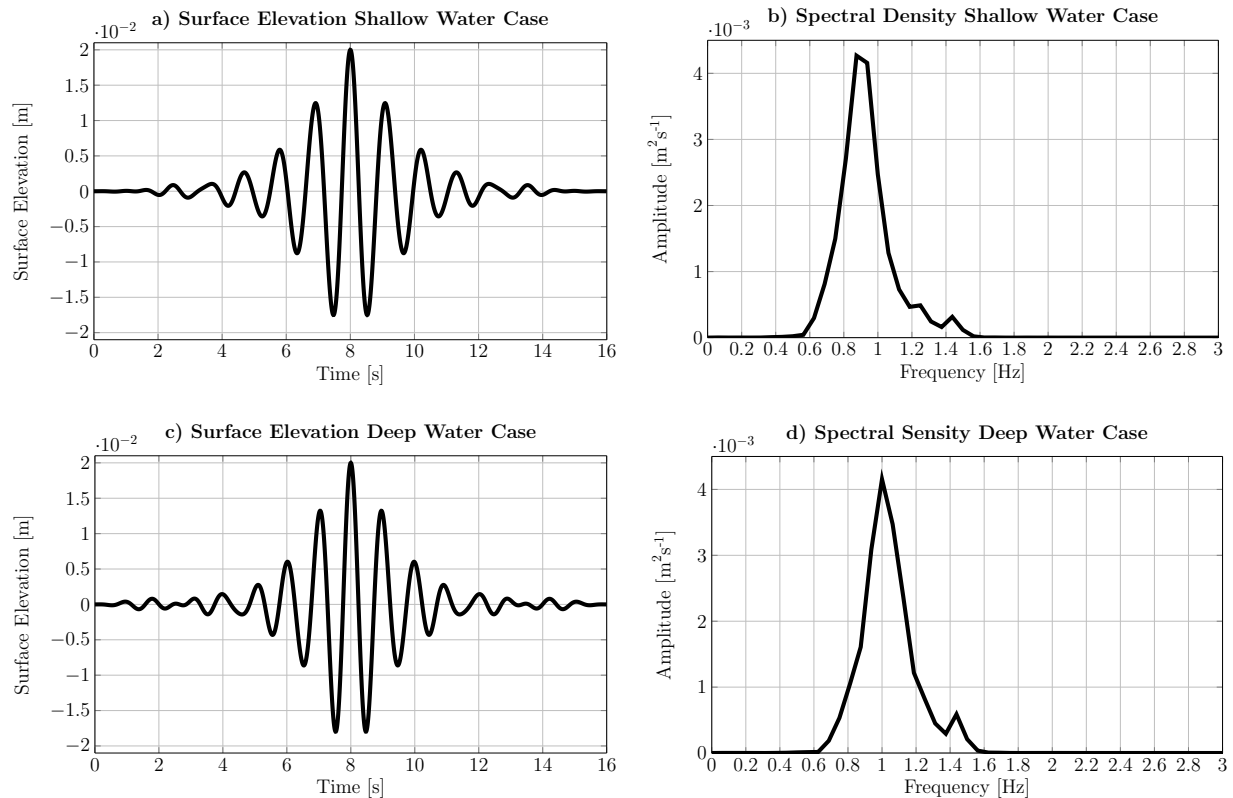 a) Surface Elevation Shallow Water Case
·10⁻²
2
1.5
1
0.5
0
−0.5
−1
−1.5
−2
Surface Elevation [m]
0 2 4 6 8 10 12 14 16
Time [s]
b) Spectral Density Shallow Water Case
·10⁻³
4
3
2
1
0
Amplitude [m²s⁻¹]
0 0.2 0.4 0.6 0.8 1 1.2 1.4 1.6 1.8 2 2.2 2.4 2.6 2.8 3
Frequency [Hz]
c) Surface Elevation Deep Water Case
·10⁻²
2
1.5
1
0.5
0
−0.5
−1
−1.5
−2
Surface Elevation [m]
0 2 4 6 8 10 12 14 16
Time [s]
d) Spectral Sensity Deep Water Case
·10⁻³
4
3
2
1
0
Amplitude [m²s⁻¹]
0 0.2 0.4 0.6 0.8 1 1.2 1.4 1.6 1.8 2 2.2 2.4 2.6 2.8 3
Frequency [Hz]